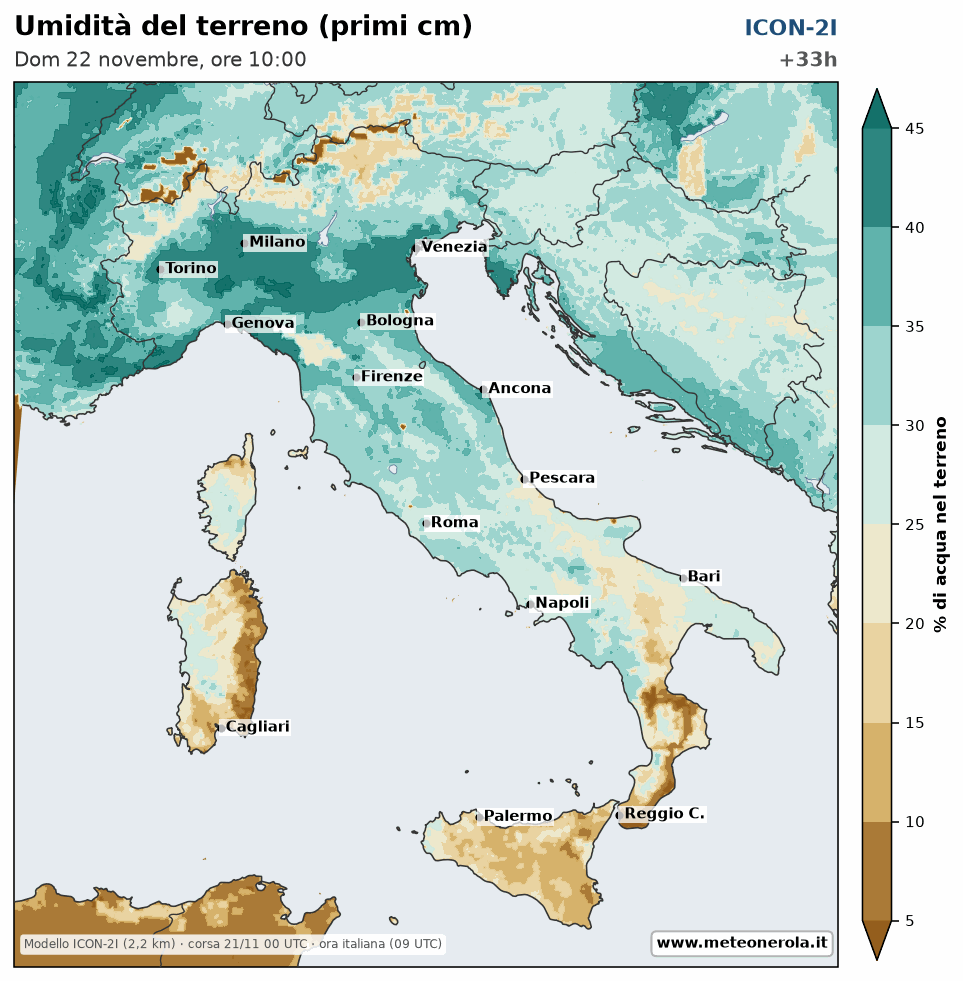 Umidità del terreno (primi cm)
ICON-2I
Dom 22 novembre, ore 10:00
+33h
45
40
35
30
25
20
15
10
5
% di acqua nel terreno
Milano
Venezia
Torino
Genova
Bologna
Firenze
Ancona
Pescara
Roma
Bari
Napoli
Cagliari
Palermo
Reggio C.
Modello ICON-2I (2,2 km) · corsa 21/11 00 UTC · ora italiana (09 UTC)
www.meteonerola.it